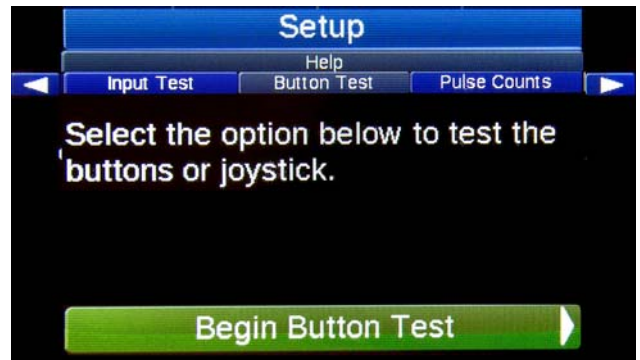 Setup
Help
Input Test Button Test Pulse Counts
Select the option below to test the
buttons or joystick.
Begin Button Test